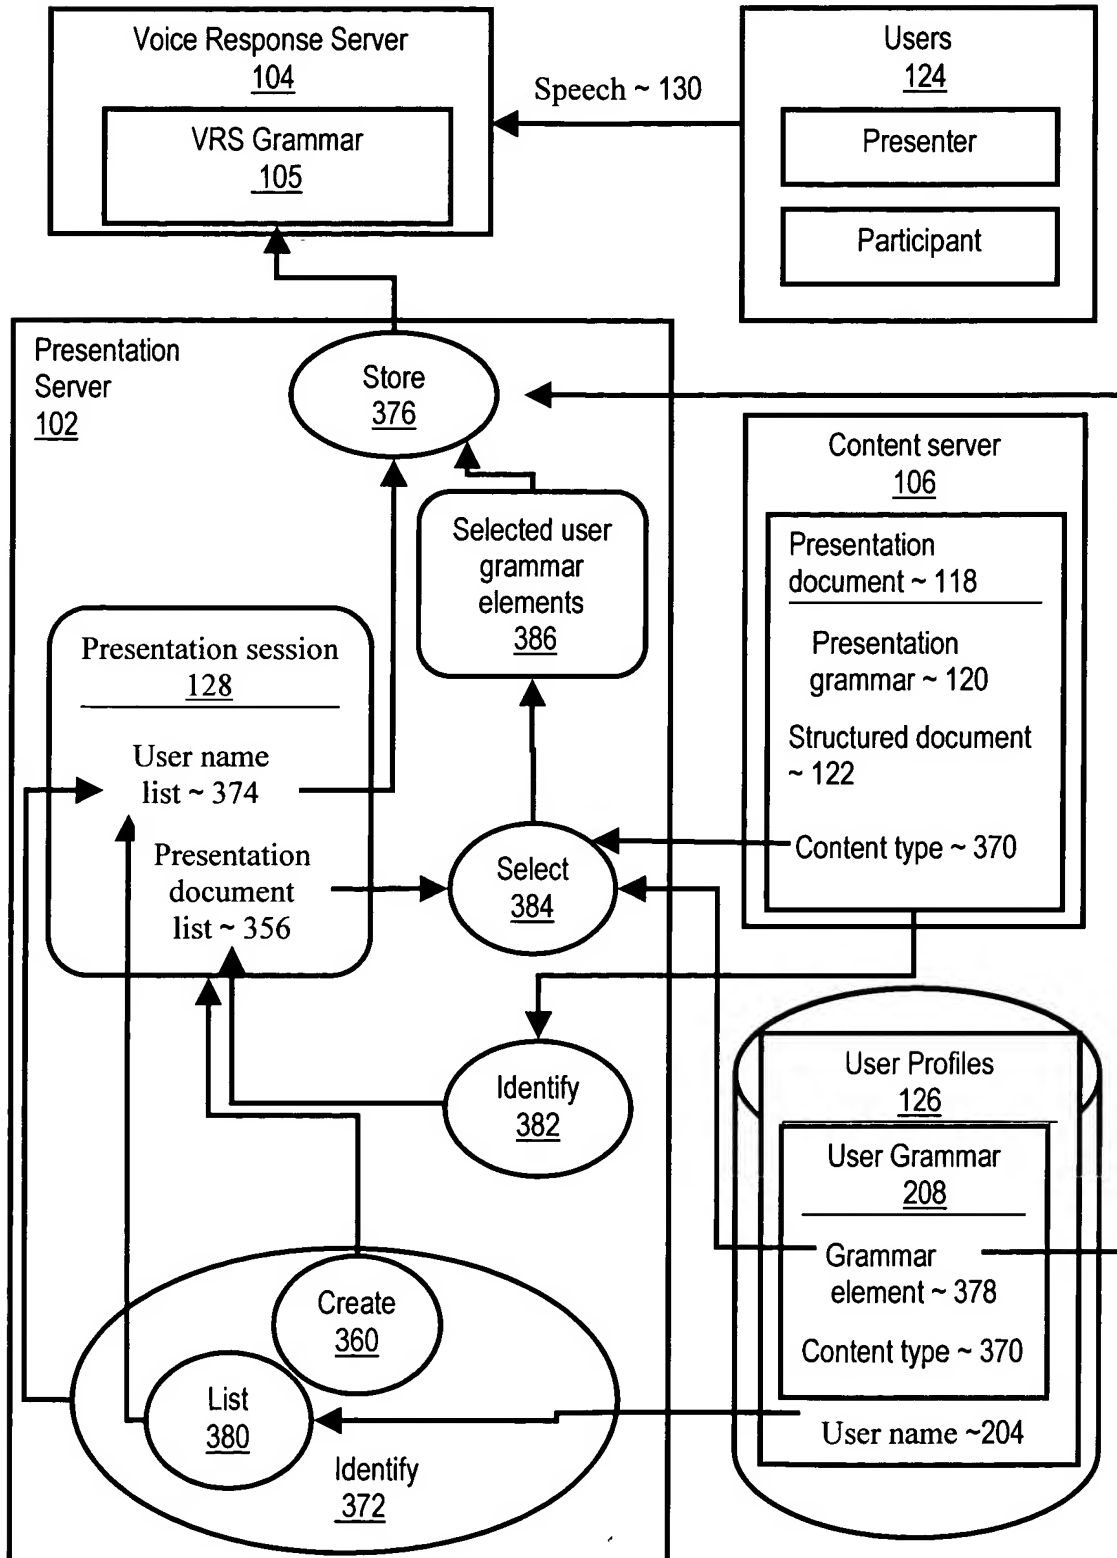 Voice Response Server
104
VRS Grammar
105
Speech ~ 130
Users
124
Presenter
Participant
Presentation
Server
102
Store
376
Selected user
grammar
elements
386
Content server
106
Presentation
document ~ 118
Presentation
grammar ~ 120
Structured document
~ 122
Content type ~ 370
Presentation session
128
User name
list ~ 374
Presentation
document
list ~ 356
Select
384
Identify
382
User Profiles
126
User Grammar
208
Grammar
element ~ 378
Content type ~ 370
User name ~204
Create
360
List
380
Identify
372